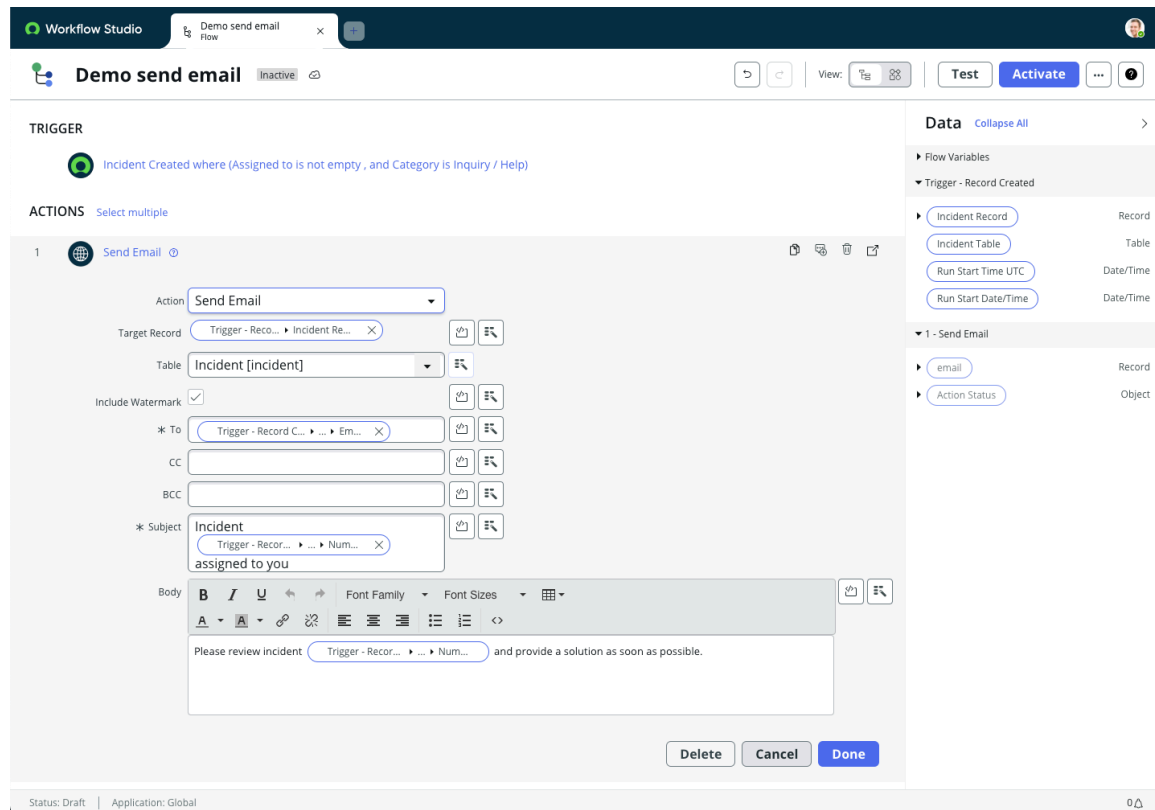 Workflow Studio
Demo send email
Flow
Demo send email Inactive
View: Test Activate
TRIGGER
Incident Created where (Assigned to is not empty , and Category is Inquiry / Help)
ACTIONS Select multiple
1 Send Email
Action Send Email
Target Record Trigger - Reco... Incident Re...
Table Incident [incident]
Include Watermark
* To Trigger - Record C... ... Em...
CC
BCC
* Subject Incident
Trigger - Recor... ... Num...
assigned to you
Body
B I U Font Family Font Sizes
A A
Please review incident Trigger - Recor... ... Num... and provide a solution as soon as possible.
Delete Cancel Done
Data Collapse All
Flow Variables
Trigger - Record Created
Incident Record Record
Incident Table Table
Run Start Time UTC Date/Time
Run Start Date/Time Date/Time
1 - Send Email
email Record
Action Status Object
Status: Draft | Application: Global
0